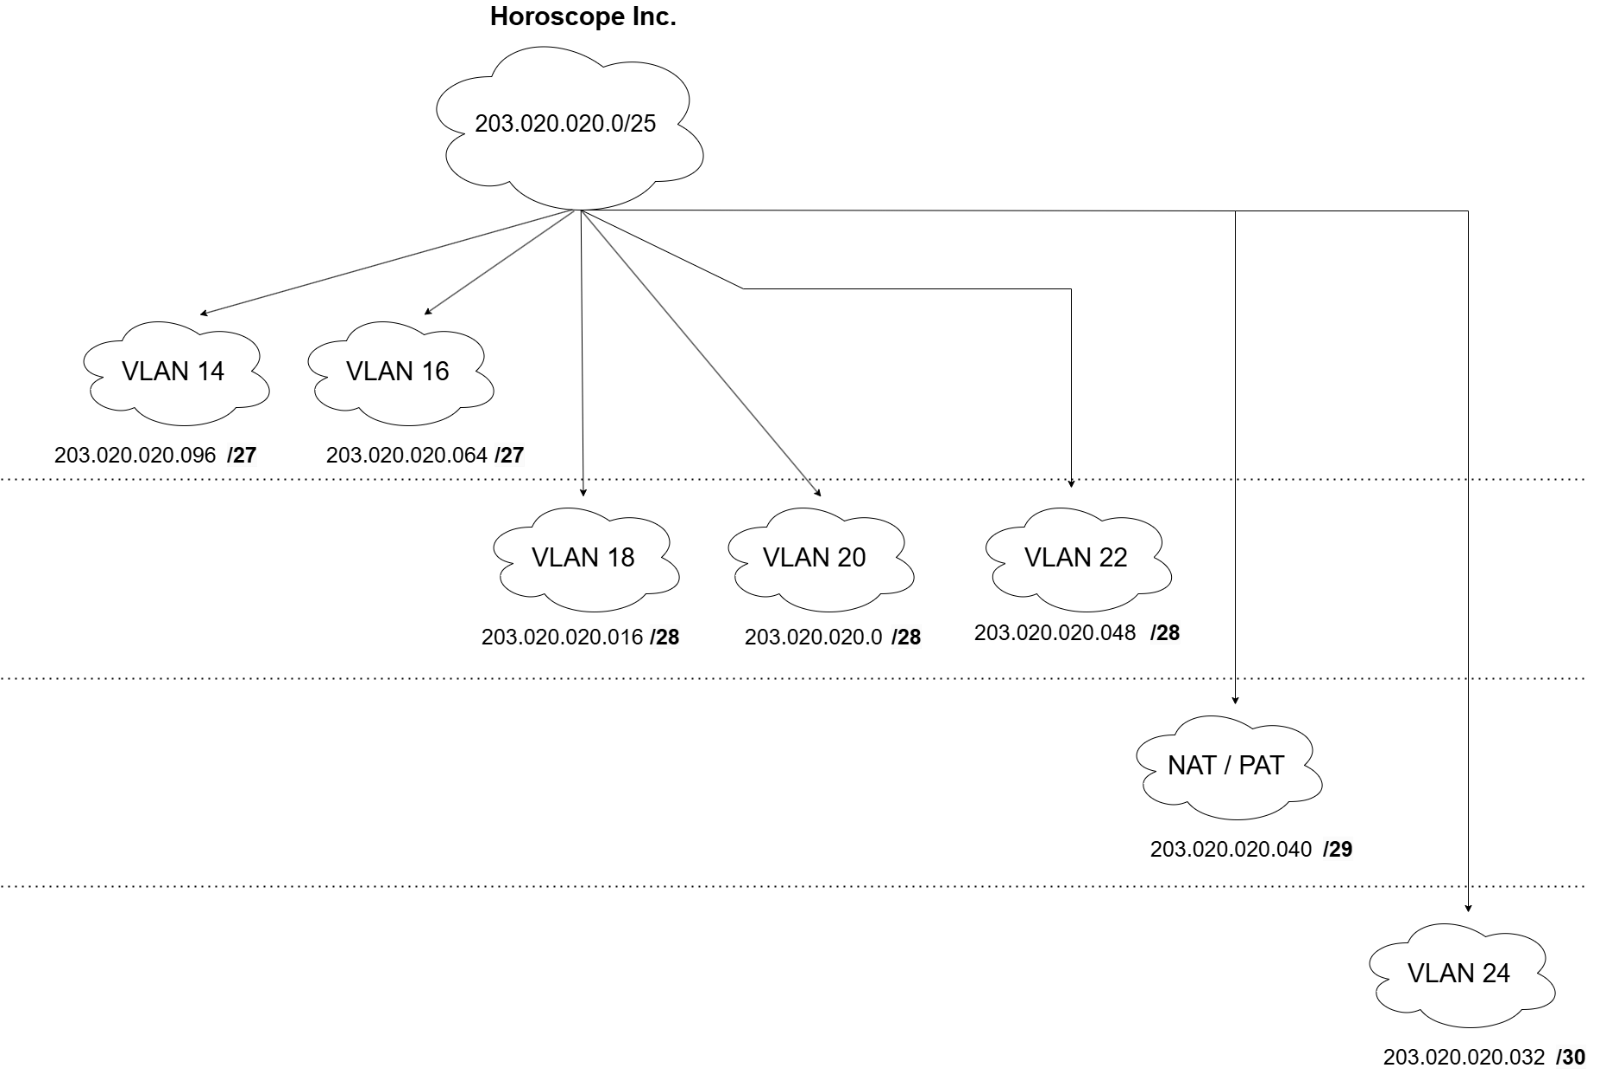 Horoscope Inc.
203.020.020.0/25
VLAN 14
VLAN 16
203.020.020.096 /27
203.020.020.064 /27
VLAN 18
VLAN 20
VLAN 22
203.020.020.016 /28
203.020.020.0 /28
203.020.020.048 /28
NAT / PAT
203.020.020.040 /29
VLAN 24
203.020.020.032 /30